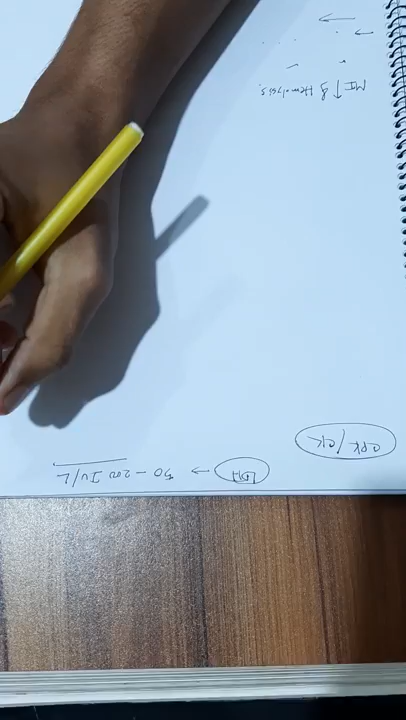 LDH → 50 - 200 IU/L
CPK/CK
MI↑ & Hemolysis.